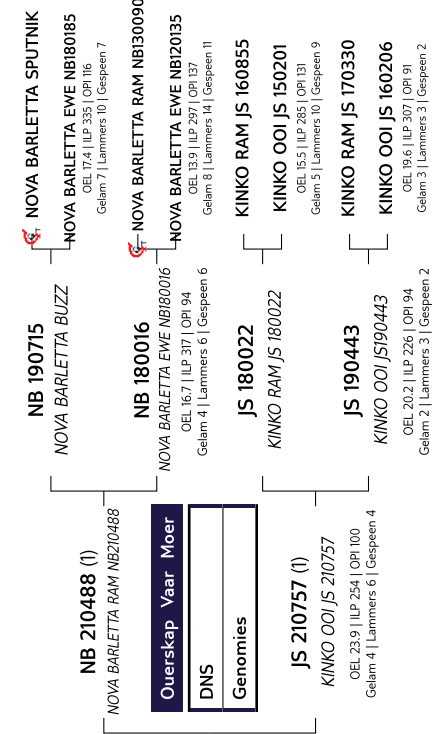 NB 210488 (1)
NOVA BARLETTA RAM NB210488
Ouerskap Vaar Moer
DNS
Genomies
JS 210757 (1)
KINKO OOI JS 210757
OEL 23.9 | ILP 254 | OPI 100
Gelam 4 | Lammers 6 | Gespeen 4
NB 190715
NOVA BARLETTA BUZZ
NB 180016
NOVA BARLETTA EWE NB180016
OEL 16.7 | ILP 317 | OPI 94
Gelam 4 | Lammers 6 | Gespeen 6
JS 180022
KINKO RAM JS 180022
JS 190443
KINKO OOI JS190443
OEL 20.2 | ILP 226 | OPI 94
Gelam 2 | Lammers 3 | Gespeen 2
NOVA BARLETTA SPUTNIK
NOVA BARLETTA EWE NB180185
OEL 17.4 | ILP 335 | OPI 116
Gelam 7 | Lammers 10 | Gespeen 7
NOVA BARLETTA RAM NB130090
NOVA BARLETTA EWE NB120135
OEL 13.9 | ILP 297 | OPI 137
Gelam 8 | Lammers 14 | Gespeen 11
KINKO RAM JS 160855
KINKO OOI JS 150201
OEL 15.5 | ILP 285 | OPI 131
Gelam 5 | Lammers 10 | Gespeen 9
KINKO RAM JS 170330
KINKO OOI JS 160206
OEL 19.6 | ILP 307 | OPI 91
Gelam 3 | Lammers 3 | Gespeen 2